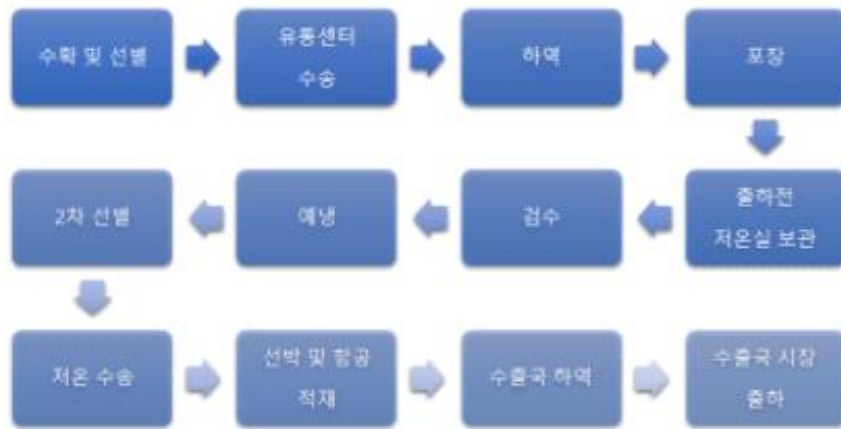 수확 및 선별
유통센터
수송
하역
포장
출하전
저온실 보관
검수
예냉
2차 선별
저온 수송
선박 및 항공
적재
수출국 하역
수출국 시장
출하